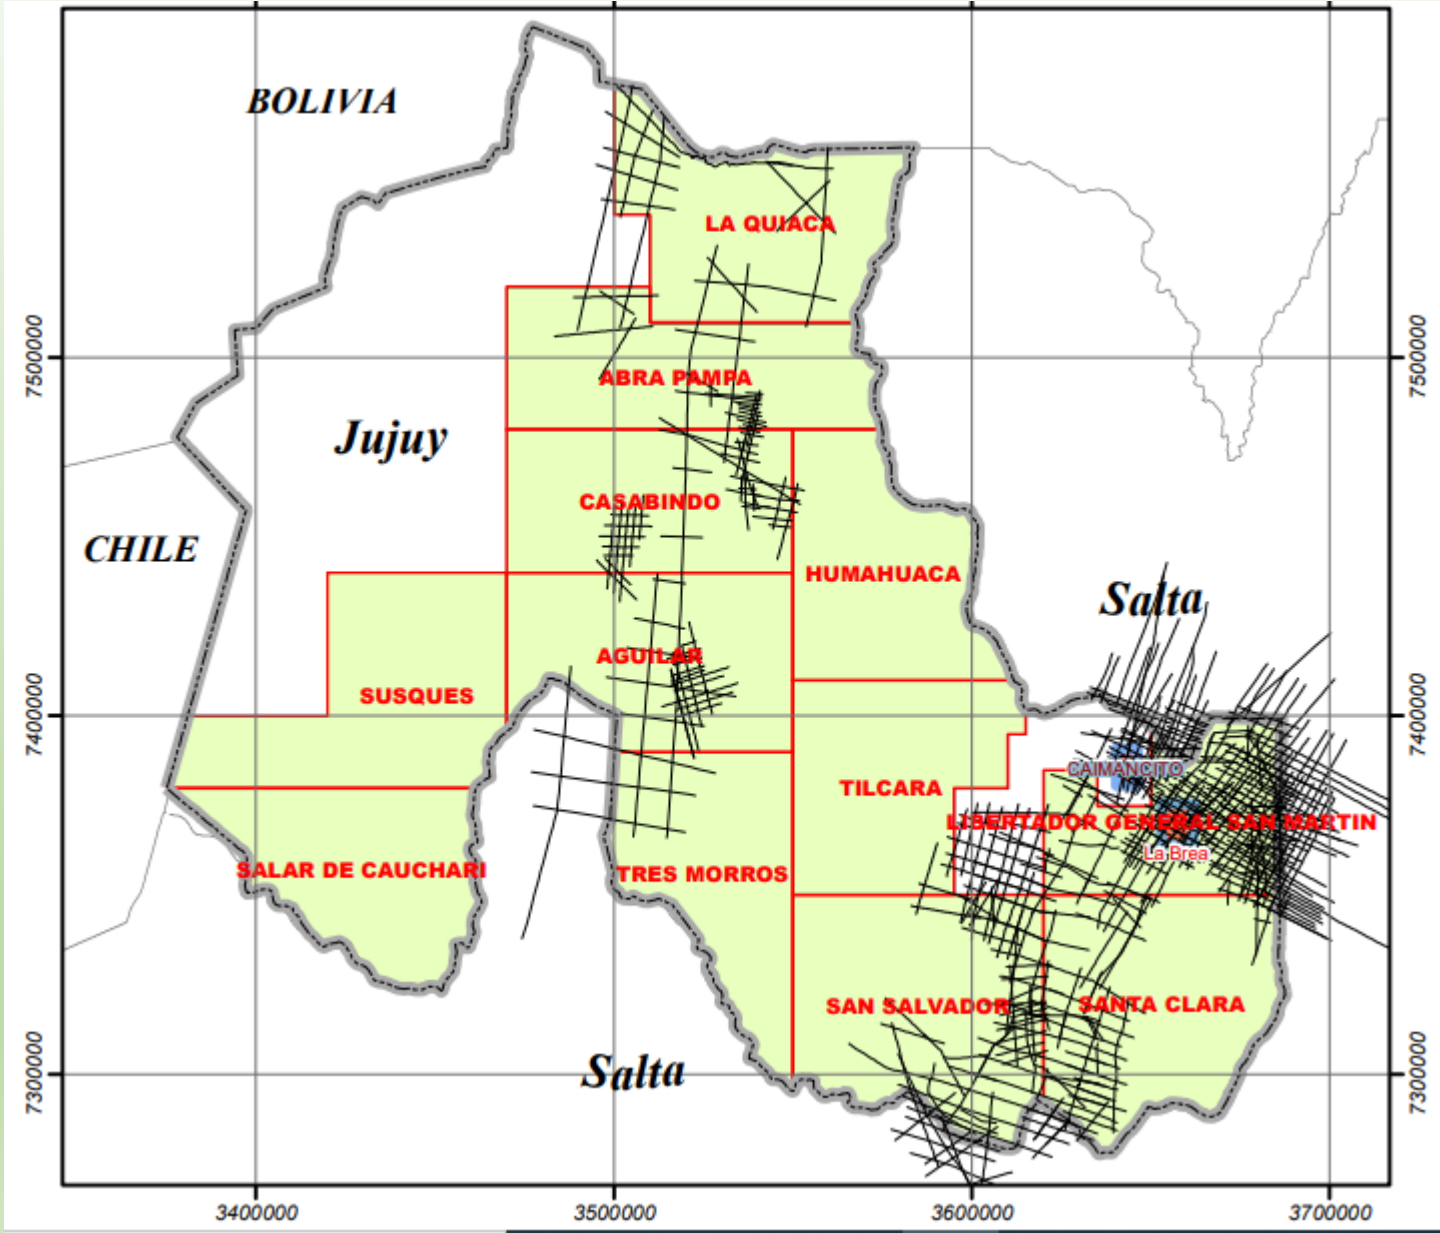 BOLIVIA
LA QUIACA
7500000
7500000
ABRA PAMPA
Jujuy
CASABINDO
CHILE
HUMAHUACA
Salta
AGUILAR
SUSQUES
7400000
7400000
CAIMANCITO
TILCARA
LIBERTADOR GENERAL SAN MARTIN
La Brea
SALAR DE CAUCHARI
TRES MORROS
SAN SALVADOR
SANTA CLARA
Salta
7300000
7300000
3400000
3500000
3600000
3700000